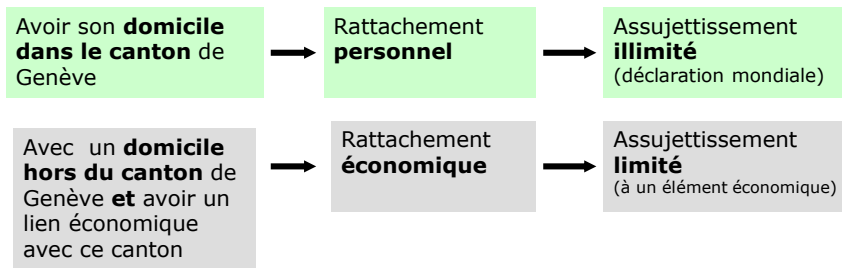 Avoir son domicile
dans le canton de
Genève
Rattachement
personnel
Assujettissement
illimité
(déclaration mondiale)
Avec un domicile
hors du canton de
Genève et avoir un
lien économique
avec ce canton
Rattachement
économique
Assujettissement
limité
(à un élément économique)